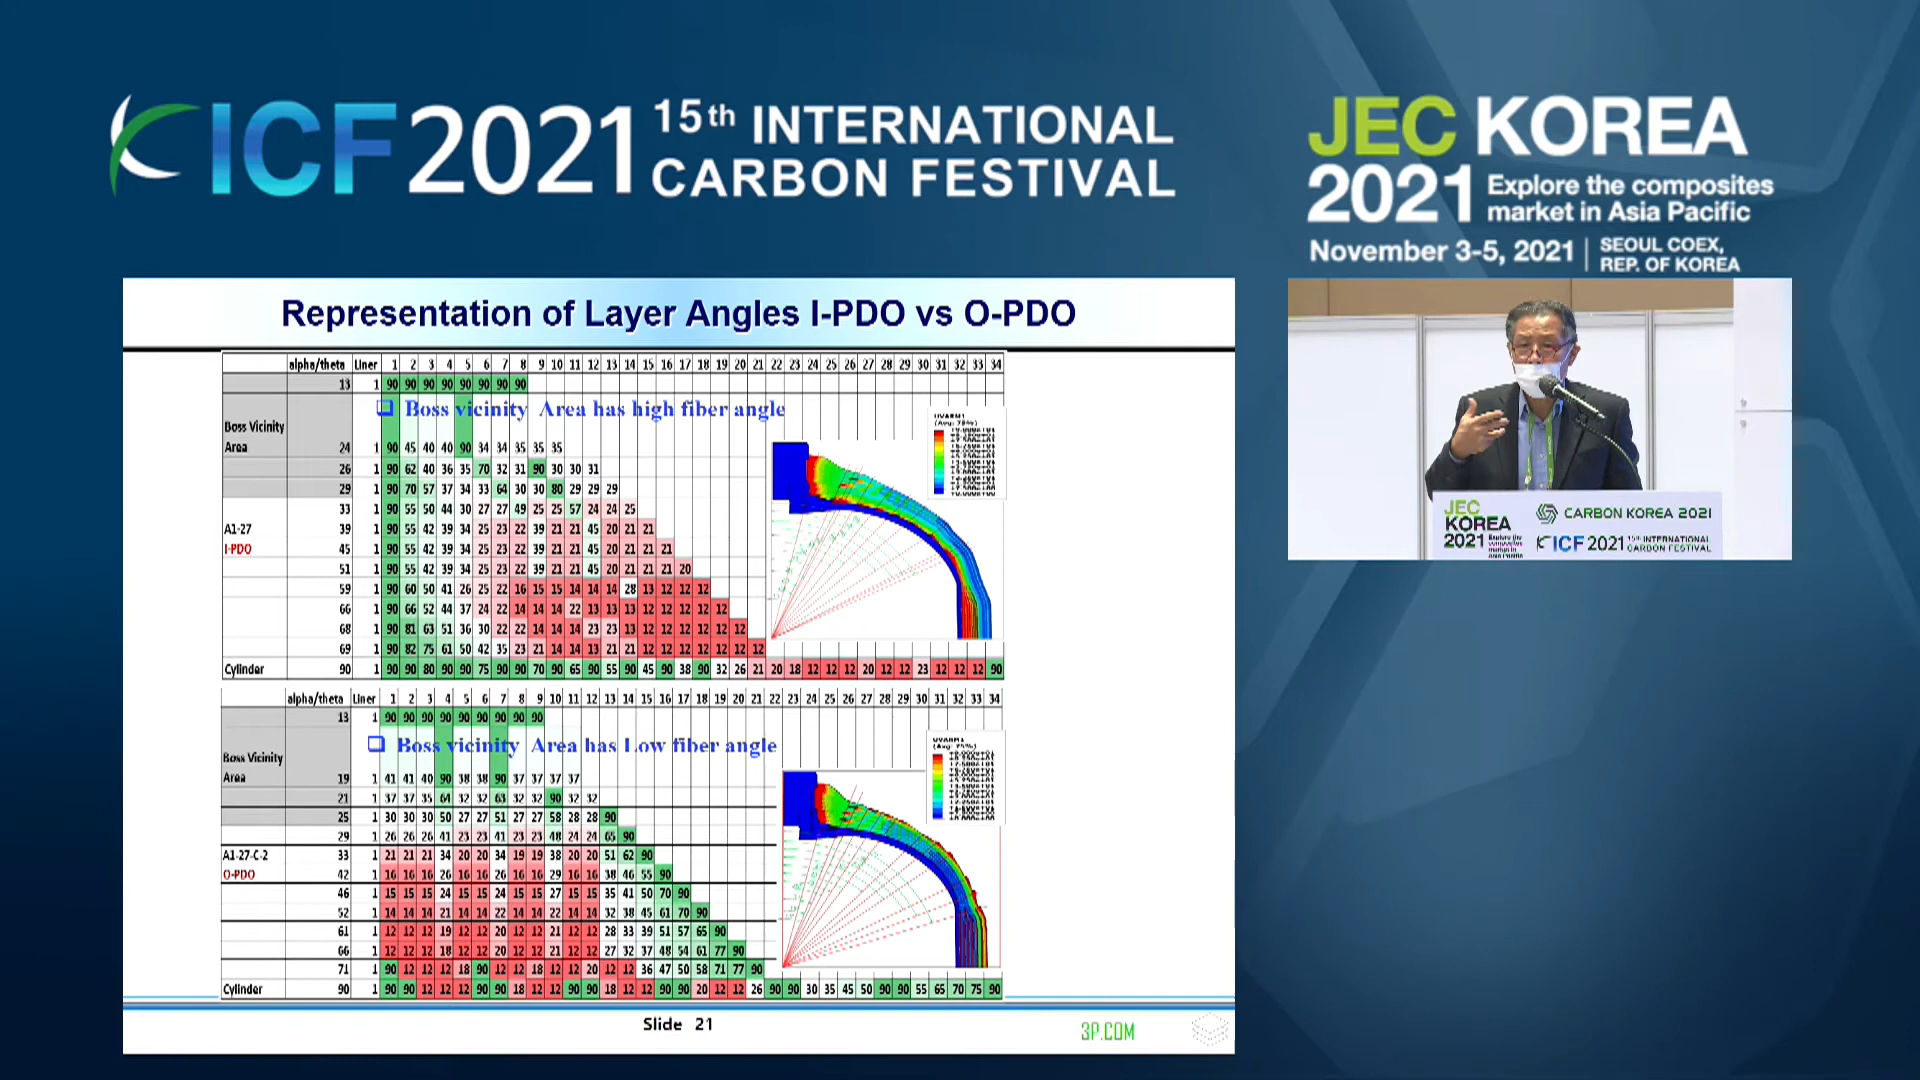 ICF 2021 15th INTERNATIONAL
CARBON FESTIVAL
JEC KOREA
2021 Explore the composites
market in Asia Pacific
November 3-5, 2021 SEOUL COEX,
REP. OF KOREA
Representation of Layer Angles I-PDO vs O-PDO
alpha/theta Liner 1 2 3 4 5 6 7 8 9 10 11 12 13 14 15 16 17 18 19 20 21 22 23 24 25 26 27 28 29 30 31 32 33 34
13 1 90 90 90 90 90 90 90 90
❑ Boss vicinity Area has high fiber angle
Boss Vicinity
Area 24 1 90 45 40 40 90 34 34 35 35 35
26 1 90 62 40 36 35 70 32 31 90 30 30 31
29 1 90 70 57 37 34 33 64 30 30 80 29 29 29
33 1 90 55 50 44 30 27 27 49 25 25 57 24 24 25
A1-27 39 1 90 55 42 39 34 25 23 22 39 21 21 45 20 21 21
I-PDO 45 1 90 55 42 39 34 25 23 22 39 21 21 45 20 21 21 21
51 1 90 55 42 39 34 25 23 22 39 21 21 45 20 21 21 21 20
59 1 90 60 50 41 26 25 22 16 15 15 14 14 14 28 13 12 12 12
66 1 90 66 52 44 37 24 22 14 14 14 22 13 13 13 12 12 12 12 12
68 1 90 81 63 51 36 30 22 22 14 14 14 23 23 13 12 12 12 12 12 12
69 1 90 82 75 61 50 42 35 23 21 14 14 13 21 21 12 12 12 12 12 12 12
Cylinder 90 1 90 90 80 90 90 75 90 90 70 90 65 90 55 90 45 90 38 90 32 26 21 20 18 12 12 12 20 12 12 23 12 12 12 90
alpha/theta Liner 1 2 3 4 5 6 7 8 9 10 11 12 13 14 15 16 17 18 19 20 21 22 23 24 25 26 27 28 29 30 31 32 33 34
13 1 90 90 90 90 90 90 90 90 90
❑ Boss vicinity Area has Low fiber angle
Boss Vicinity
Area 19 1 41 41 40 90 38 38 90 37 37 37 37
21 1 37 37 35 64 32 32 63 32 32 90 32 32
25 1 30 30 30 50 27 27 51 27 27 58 28 28 90
29 1 26 26 26 41 23 23 41 23 23 48 24 24 65 90
A1-27-C-2 33 1 21 21 21 34 20 20 34 19 19 38 20 20 51 62 90
O-PDO 42 1 16 16 16 26 16 16 26 16 16 29 16 16 38 46 55 90
46 1 15 15 15 24 15 15 24 15 15 27 15 15 35 41 50 70 90
52 1 14 14 14 21 14 14 22 14 14 22 14 14 32 38 45 61 70 90
61 1 12 12 12 19 12 12 20 12 12 21 12 12 28 33 39 51 57 65 90
66 1 12 12 12 18 12 12 20 12 12 21 12 12 27 32 37 48 54 61 77 90
71 1 90 12 12 12 18 90 12 12 18 12 12 20 12 12 36 47 50 58 71 77 90
Cylinder 90 1 90 90 12 12 12 90 90 18 12 12 90 90 18 12 12 90 90 20 12 12 26 90 90 30 35 45 50 90 90 55 65 70 75 90
Slide 21
3P.COM
JEC
KOREA
2021
CARBON KOREA 2021
ICF 2021 15th INTERNATIONAL
CARBON FESTIVAL